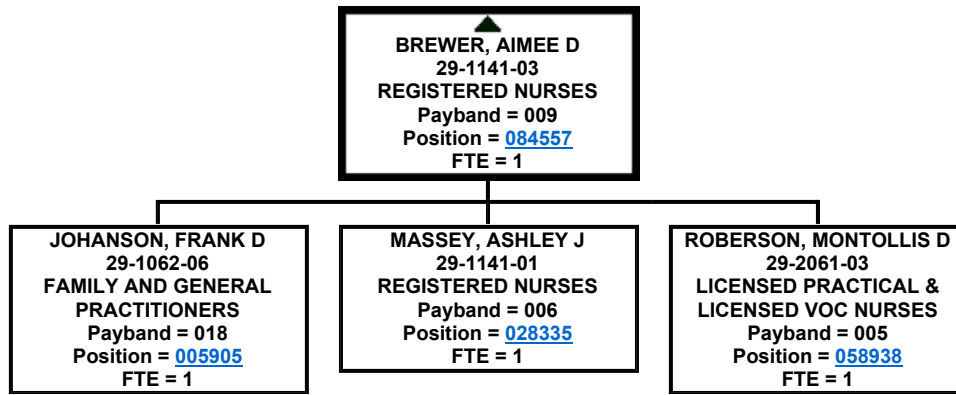 BREWER, AIMEE D
29-1141-03
REGISTERED NURSES
Payband = 009
Position = 084557
FTE = 1
JOHANSON, FRANK D
29-1062-06
FAMILY AND GENERAL
PRACTITIONERS
Payband = 018
Position = 005905
FTE = 1
MASSEY, ASHLEY J
29-1141-01
REGISTERED NURSES
Payband = 006
Position = 028335
FTE = 1
ROBERSON, MONTOLLIS D
29-2061-03
LICENSED PRACTICAL &
LICENSED VOC NURSES
Payband = 005
Position = 058938
FTE = 1